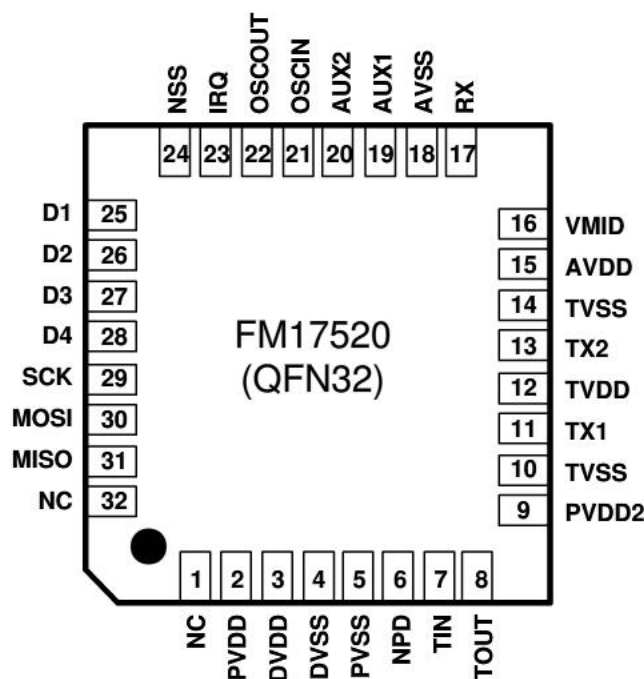 NSS IRQ OSCOUT OSCIN AUX2 AUX1 AVSS RX
24 23 22 21 20 19 18 17
D1 25
D2 26
D3 27
D4 28
SCK 29
MOSI 30
MISO 31
NC 32
FM17520
(QFN32)
16 VMID
15 AVDD
14 TVSS
13 TX2
12 TVDD
11 TX1
10 TVSS
9 PVDD2
1 2 3 4 5 6 7 8
NC PVDD DVDD DVSS PVSS NPD TIN TOUT